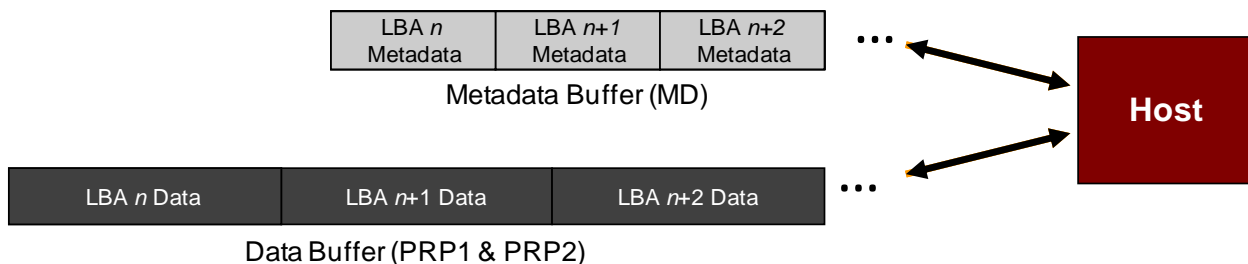 LBA n LBA n+1 LBA n+2
Metadata Metadata Metadata
...
Metadata Buffer (MD)
Host
LBA n Data LBA n+1 Data LBA n+2 Data
...
Data Buffer (PRP1 & PRP2)